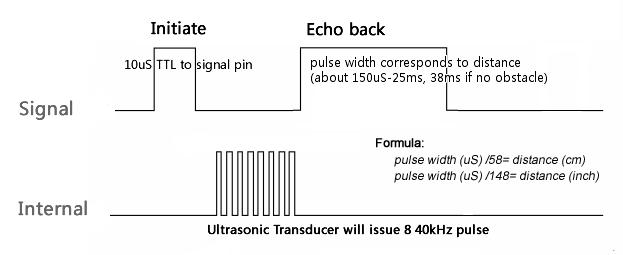 Initiate
Echo back
10uS TTL to signal pin
pulse width corresponds to distance
(about 150uS-25ms, 38ms if no obstacle)
Signal
Formula:
pulse width (uS) /58= distance (cm)
pulse width (uS) /148= distance (inch)
Internal
Ultrasonic Transducer will issue 8 40kHz pulse